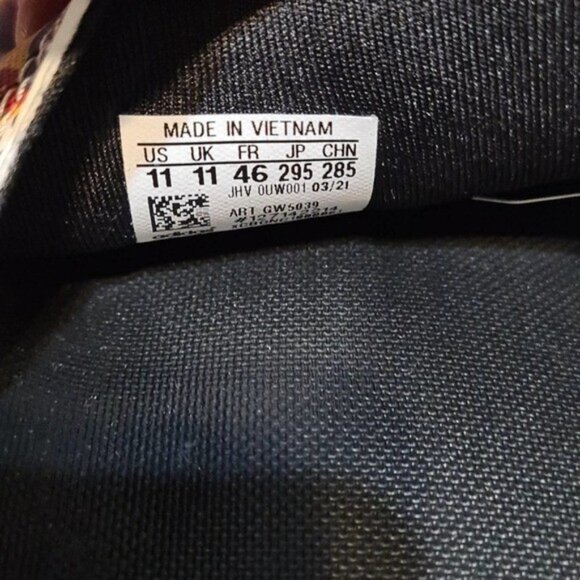 MADE IN VIETNAM
US UK FR JP CHN
11 11 46 295 285
JHV 0UW001 03/21
ART GW5039
adidas